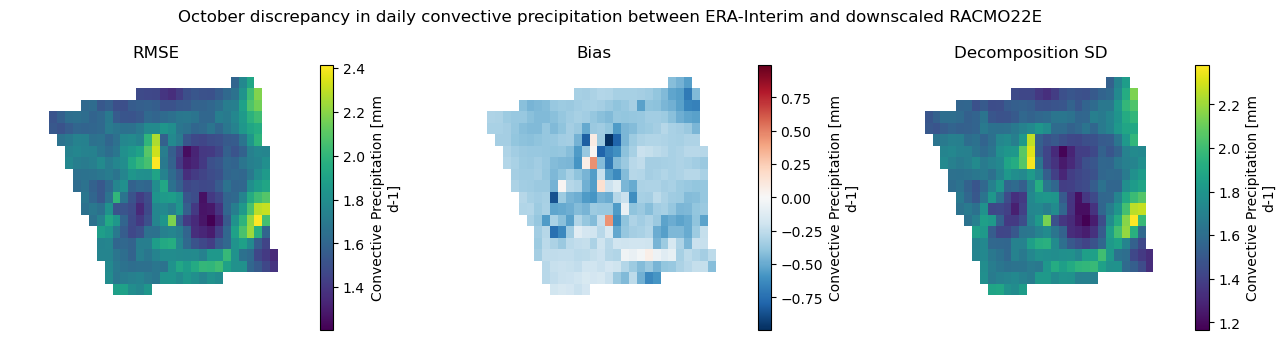 October discrepancy in daily convective precipitation between ERA-Interim and downscaled RACMO22E
RMSE
2.4
2.2
2.0
1.8
1.6
1.4
Convective Precipitation [mm
d-1]
Bias
0.75
0.50
0.25
0.00
−0.25
−0.50
−0.75
Convective Precipitation [mm
d-1]
Decomposition SD
2.2
2.0
1.8
1.6
1.4
1.2
Convective Precipitation [mm
d-1]